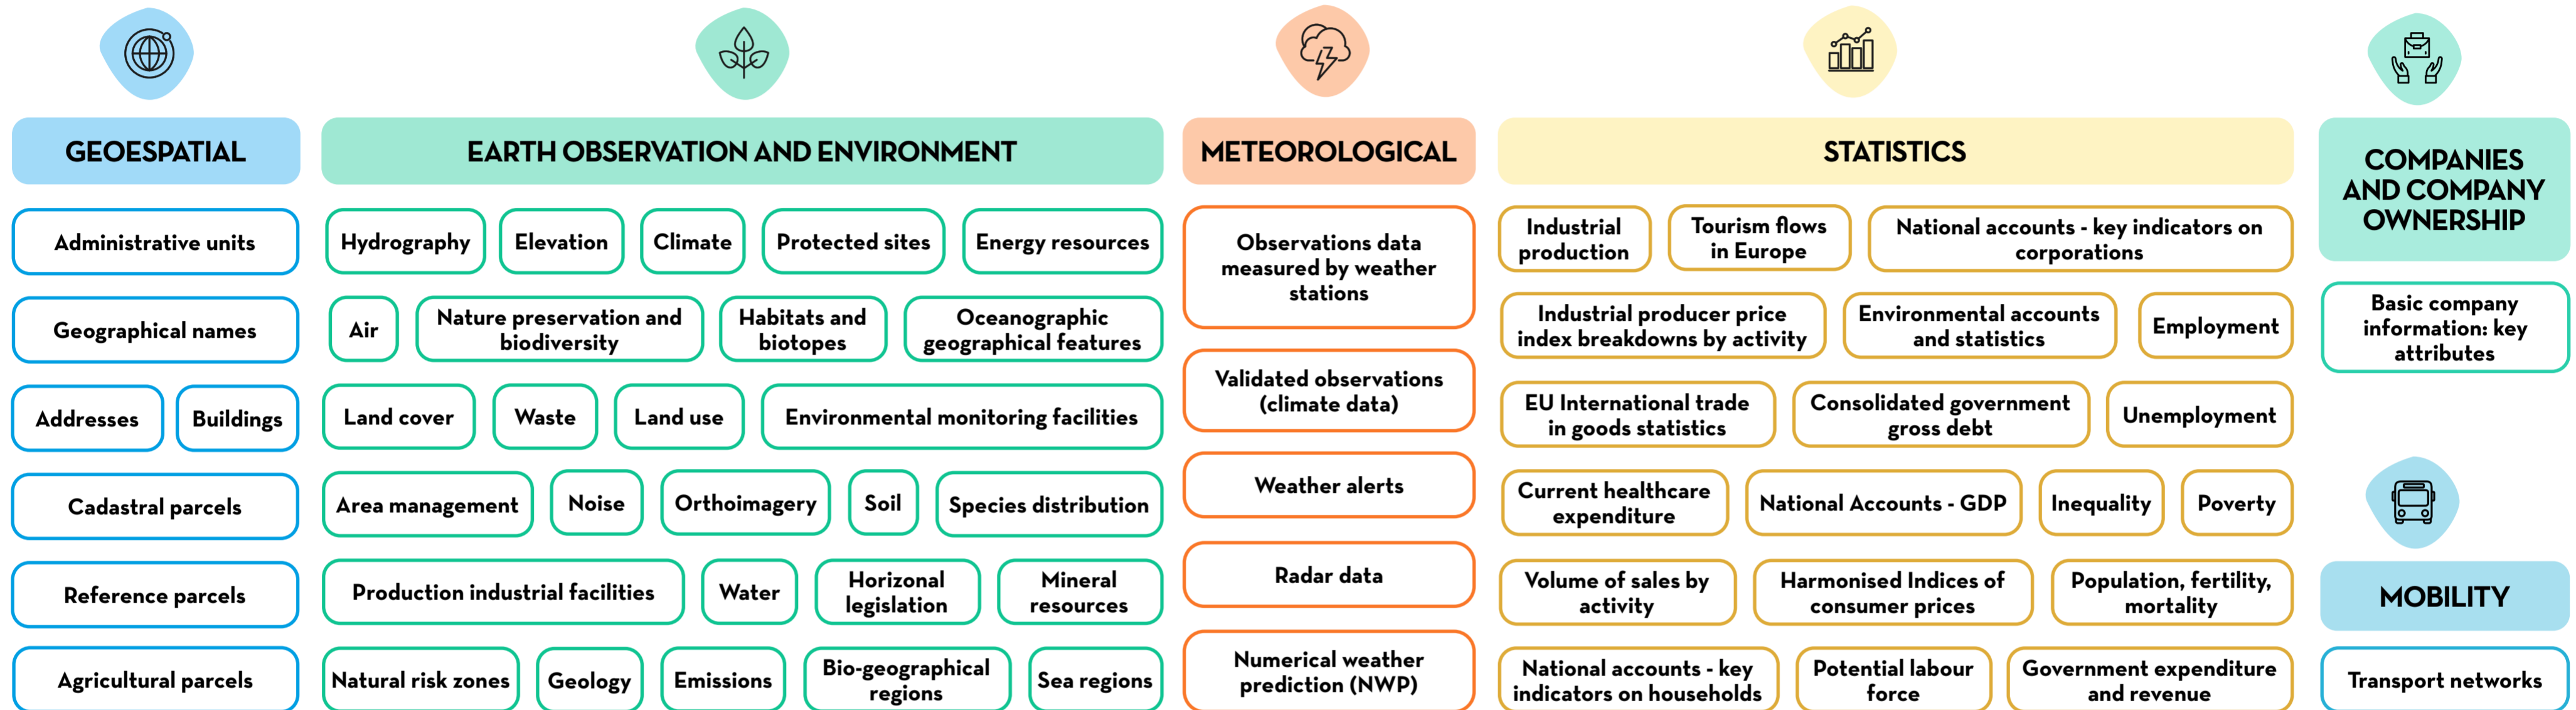 GEOESPATIAL
Administrative units
Geographical names
Addresses
Buildings
Cadastral parcels
Reference parcels
Agricultural parcels
EARTH OBSERVATION AND ENVIRONMENT
Hydrography
Elevation
Climate
Protected sites
Energy resources
Air
Nature preservation and
biodiversity
Habitats and
biotopes
Oceanographic
geographical features
Land cover
Waste
Land use
Environmental monitoring facilities
Area management
Noise
Orthoimagery
Soil
Species distribution
Production industrial facilities
Water
Horizonal
legislation
Mineral
resources
Natural risk zones
Geology
Emissions
Bio-geographical
regions
Sea regions
METEOROLOGICAL
Observations data
measured by weather
stations
Validated observations
(climate data)
Weather alerts
Radar data
Numerical weather
prediction (NWP)
STATISTICS
Industrial
production
Tourism flows
in Europe
National accounts - key indicators on
corporations
Industrial producer price
index breakdowns by activity
Environmental accounts
and statistics
Employment
EU International trade
in goods statistics
Consolidated government
gross debt
Unemployment
Current healthcare
expenditure
National Accounts - GDP
Inequality
Poverty
Volume of sales by
activity
Harmonised Indices of
consumer prices
Population, fertility,
mortality
National accounts - key
indicators on households
Potential labour
force
Government expenditure
and revenue
COMPANIES
AND COMPANY
OWNERSHIP
Basic company
information: key
attributes
MOBILITY
Transport networks